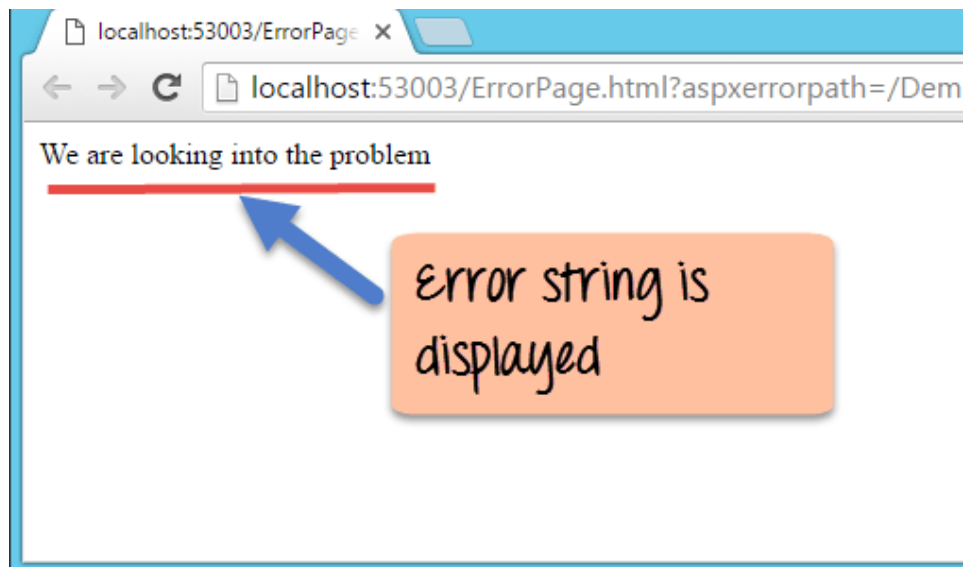 localhost:53003/ErrorPage
localhost:53003/ErrorPage.html?aspxerrorpath=/Dem
We are looking into the problem
Error string is
displayed